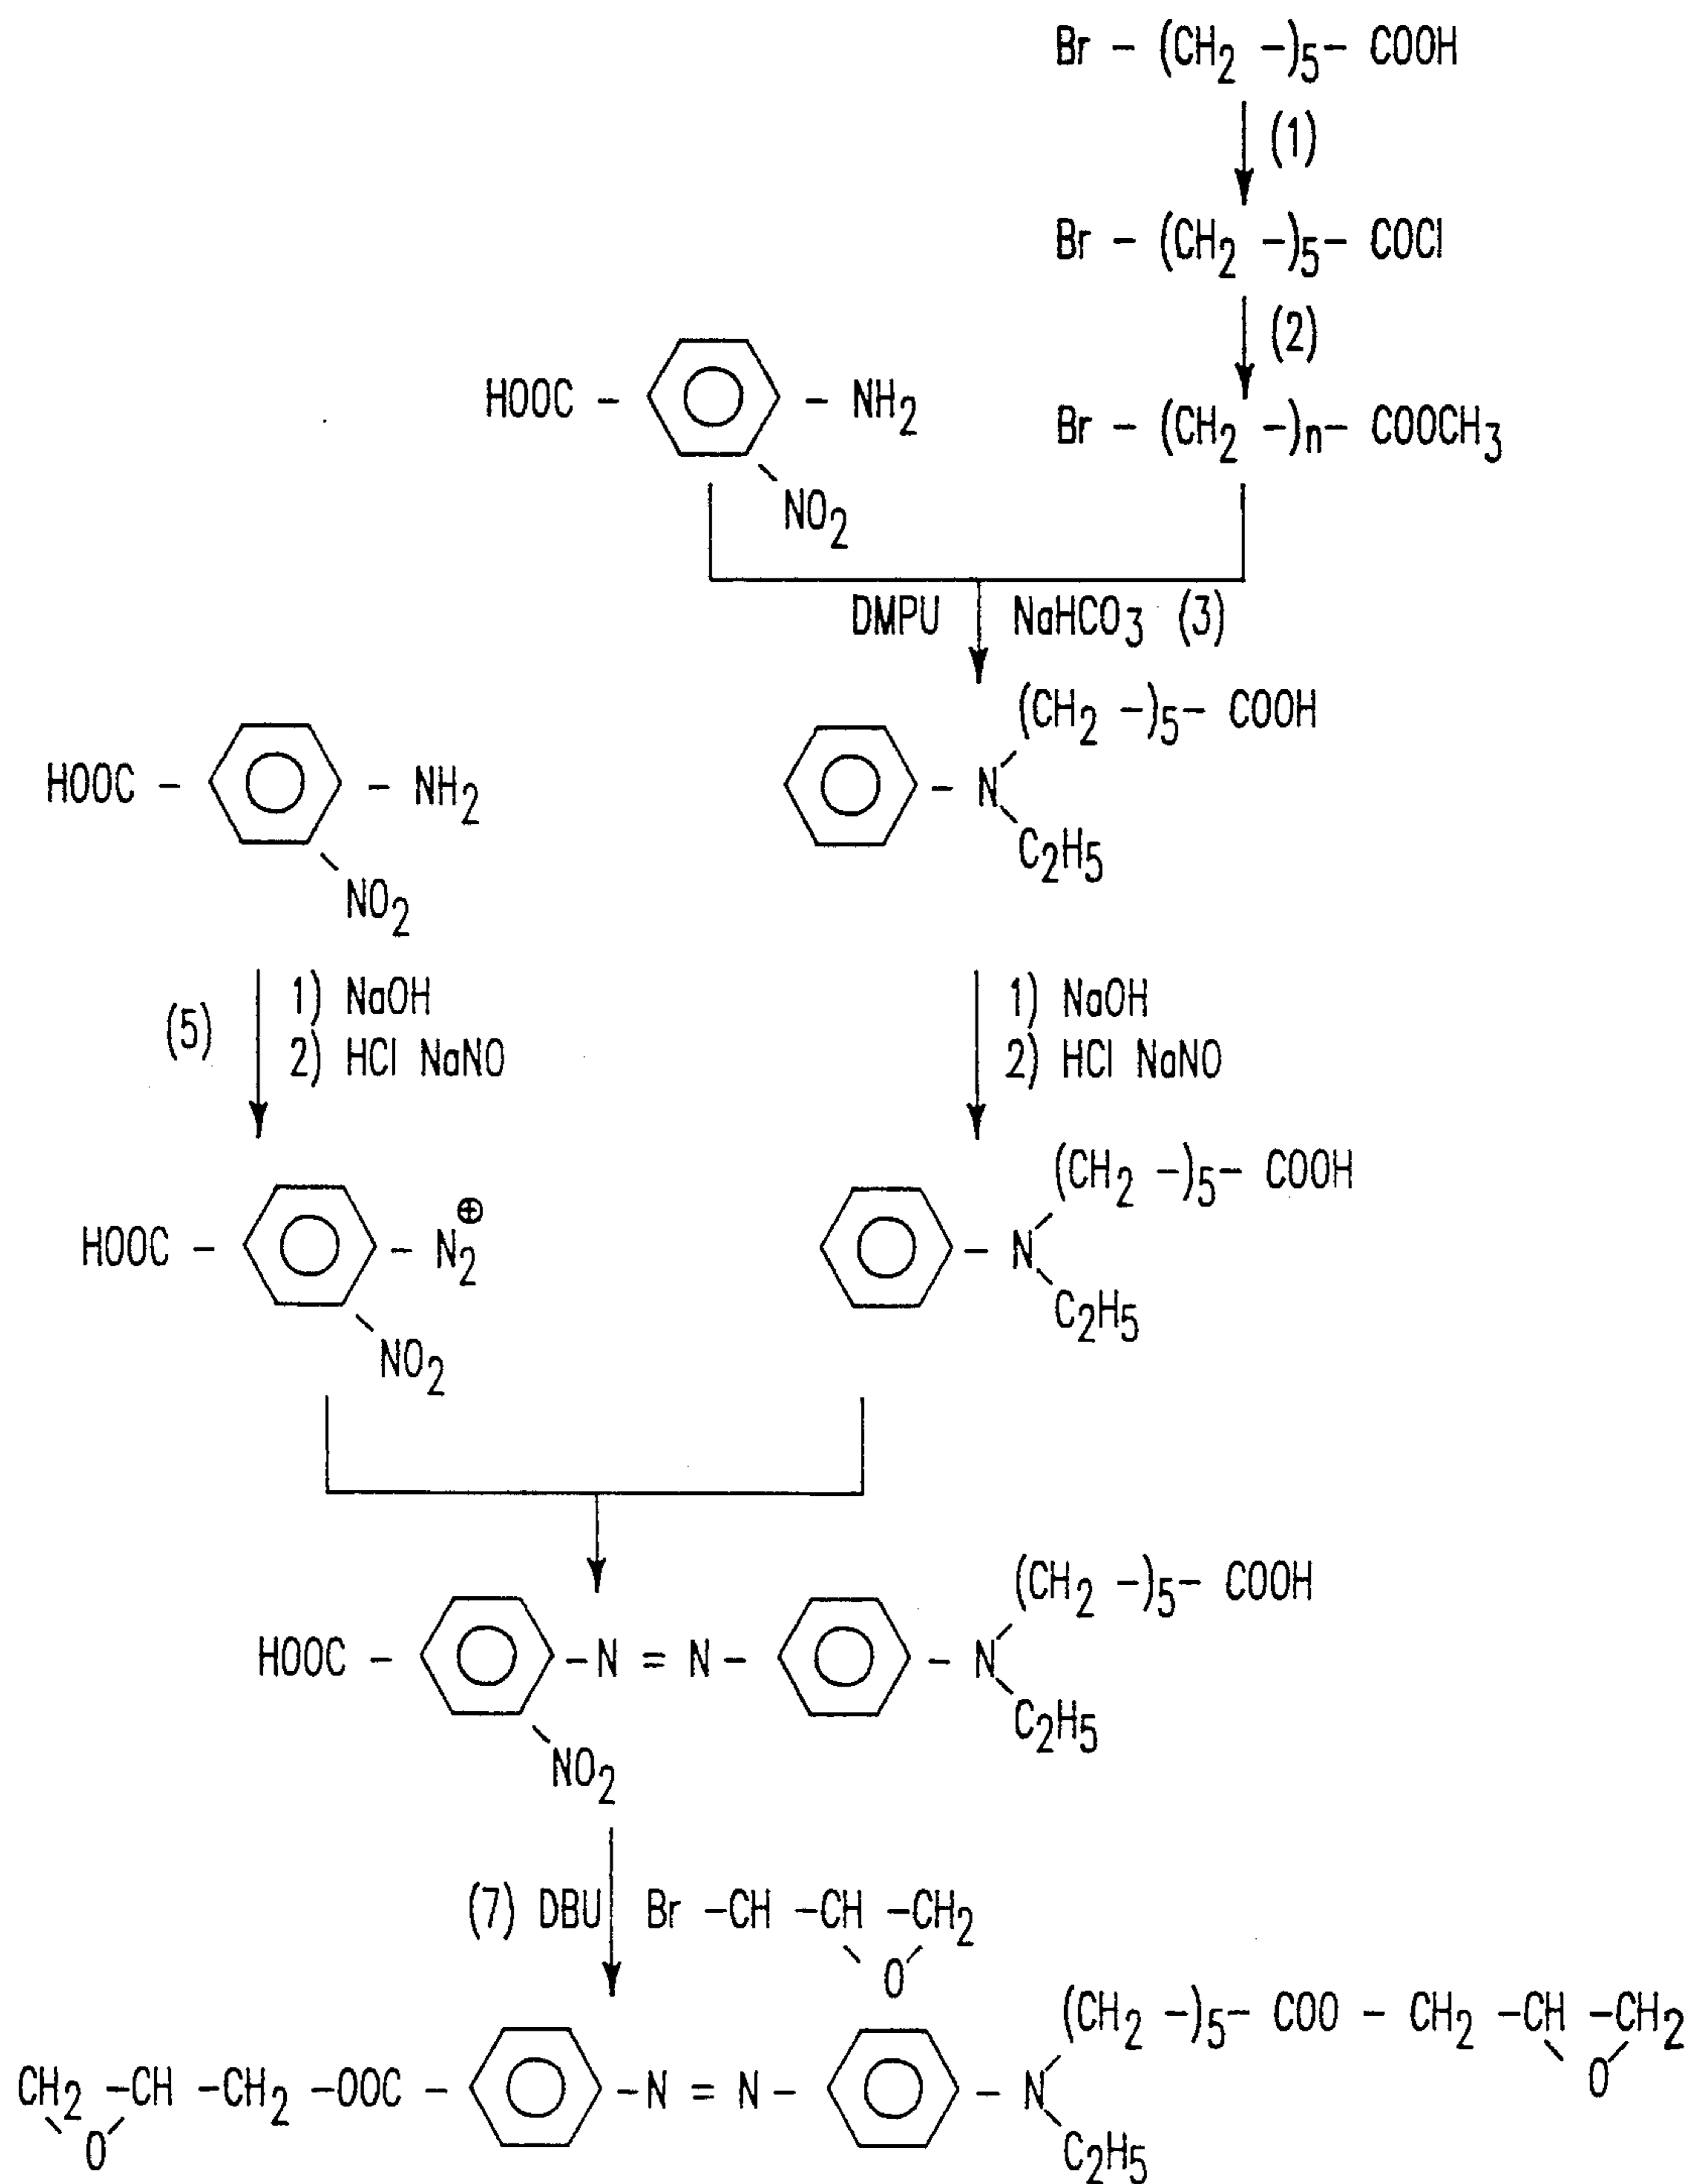 Br – (CH2 –)5– COOH
(1)
Br – (CH2 –)5– COCl
(2)
HOOC – – NH2
NO2
Br – (CH2 –)n– COOCH3
DMPU NaHCO3 (3)
HOOC – – NH2
NO2
(CH2 –)5– COOH
– N
C2H5
(5)
1) NaOH
2) HCl NaNO
1) NaOH
2) HCl NaNO
HOOC – – N2⊕
NO2
(CH2 –)5– COOH
– N
C2H5
(CH2 –)5– COOH
HOOC – – N = N – – N
C2H5
NO2
(7) DBU Br –CH –CH –CH2
O
(CH2 –)5– COO – CH2 –CH –CH2
O
CH2 –CH –CH2 –OOC – – N = N – – N
O
C2H5